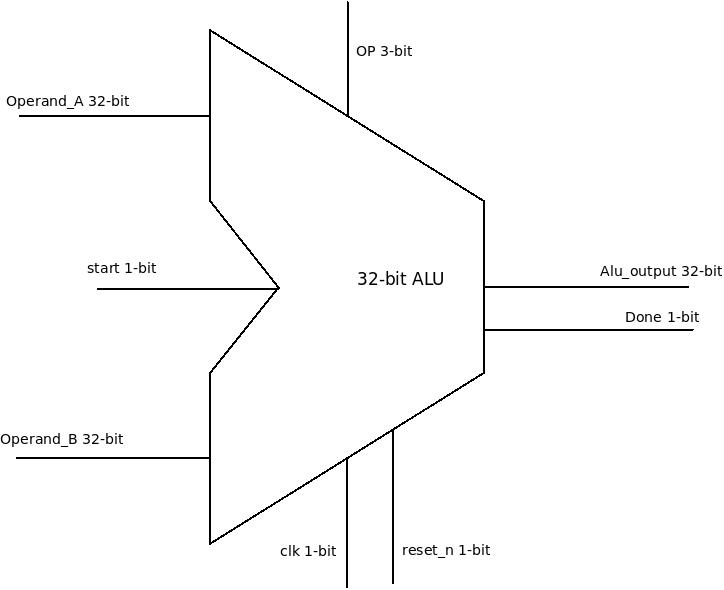 OP 3-bit
Operand_A 32-bit
start 1-bit
32-bit ALU
Alu_output 32-bit
Done 1-bit
Operand_B 32-bit
clk 1-bit
reset_n 1-bit